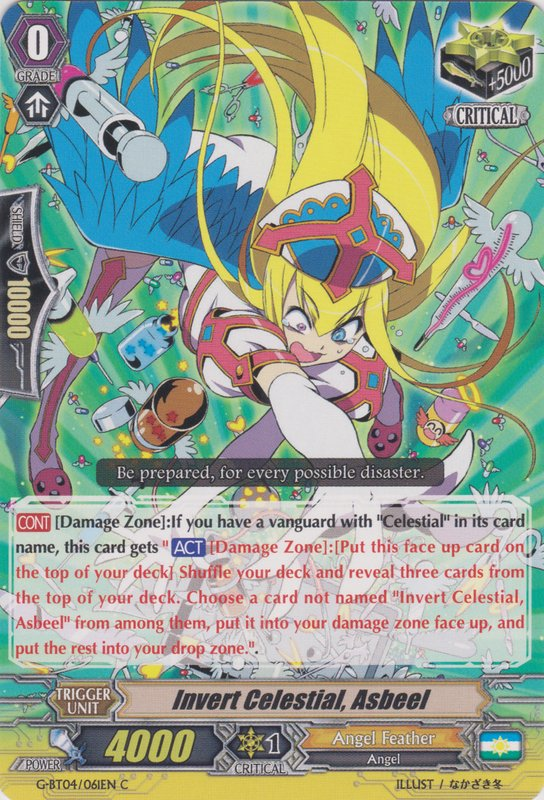 0
GRADE
+5000
CRITICAL
SHIELD
10000
Be prepared, for every possible disaster.
CONT [Damage Zone]:If you have a vanguard with "Celestial" in its card
name, this card gets "ACT [Damage Zone]:[Put this face up card on
the top of your deck] Shuffle your deck and reveal three cards from
the top of your deck. Choose a card not named "Invert Celestial,
Asbeel" from among them, put it into your damage zone face up, and
put the rest into your drop zone.".
TRIGGER
UNIT
Invert Celestial, Asbeel
POWER
4000
1
CRITICAL
Angel Feather
Angel
G-BT04/061EN C
ILLUST / なかざき冬